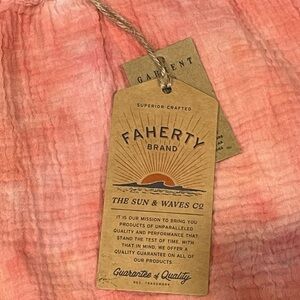 GARMENT
SUPERIOR-CRAFTED
FAHERTY
BRAND
THE SUN & WAVES CO
IT IS OUR MISSION TO BRING YOU
PRODUCTS OF UNPARALLELED
QUALITY AND PERFORMANCE THAT
STAND THE TEST OF TIME. WITH
THAT IN MIND, WE OFFER A
QUALITY GUARANTEE ON ALL OF
OUR PRODUCTS
Guarantee of Quality
REG. TRADEMARK